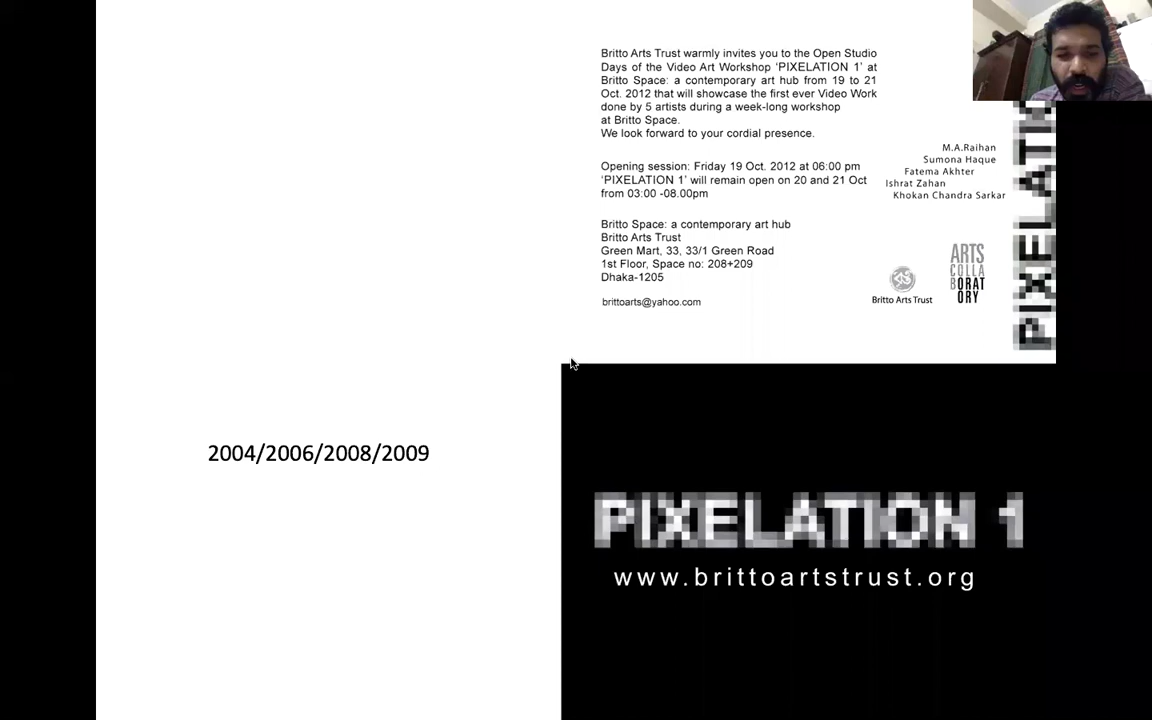 Britto Arts Trust warmly invites you to the Open Studio
Days of the Video Art Workshop ‘PIXELATION 1’ at
Britto Space: a contemporary art hub from 19 to 21
Oct. 2012 that will showcase the first ever Video Work
done by 5 artists during a week-long workshop
at Britto Space.
We look forward to your cordial presence.
Opening session: Friday 19 Oct. 2012 at 06:00 pm
‘PIXELATION 1’ will remain open on 20 and 21 Oct
from 03:00 -08.00pm
Britto Space: a contemporary art hub
Britto Arts Trust
Green Mart, 33, 33/1 Green Road
1st Floor, Space no: 208+209
Dhaka-1205
brittoarts@yahoo.com
M.A.Raihan
Sumona Haque
Fatema Akhter
Ishrat Zahan
Khokan Chandra Sarkar
Britto Arts Trust
ARTS
COLLA
BORAT
ORY
PIXELATI
2004/2006/2008/2009
PIXELATION 1
www.brittoartstrust.org